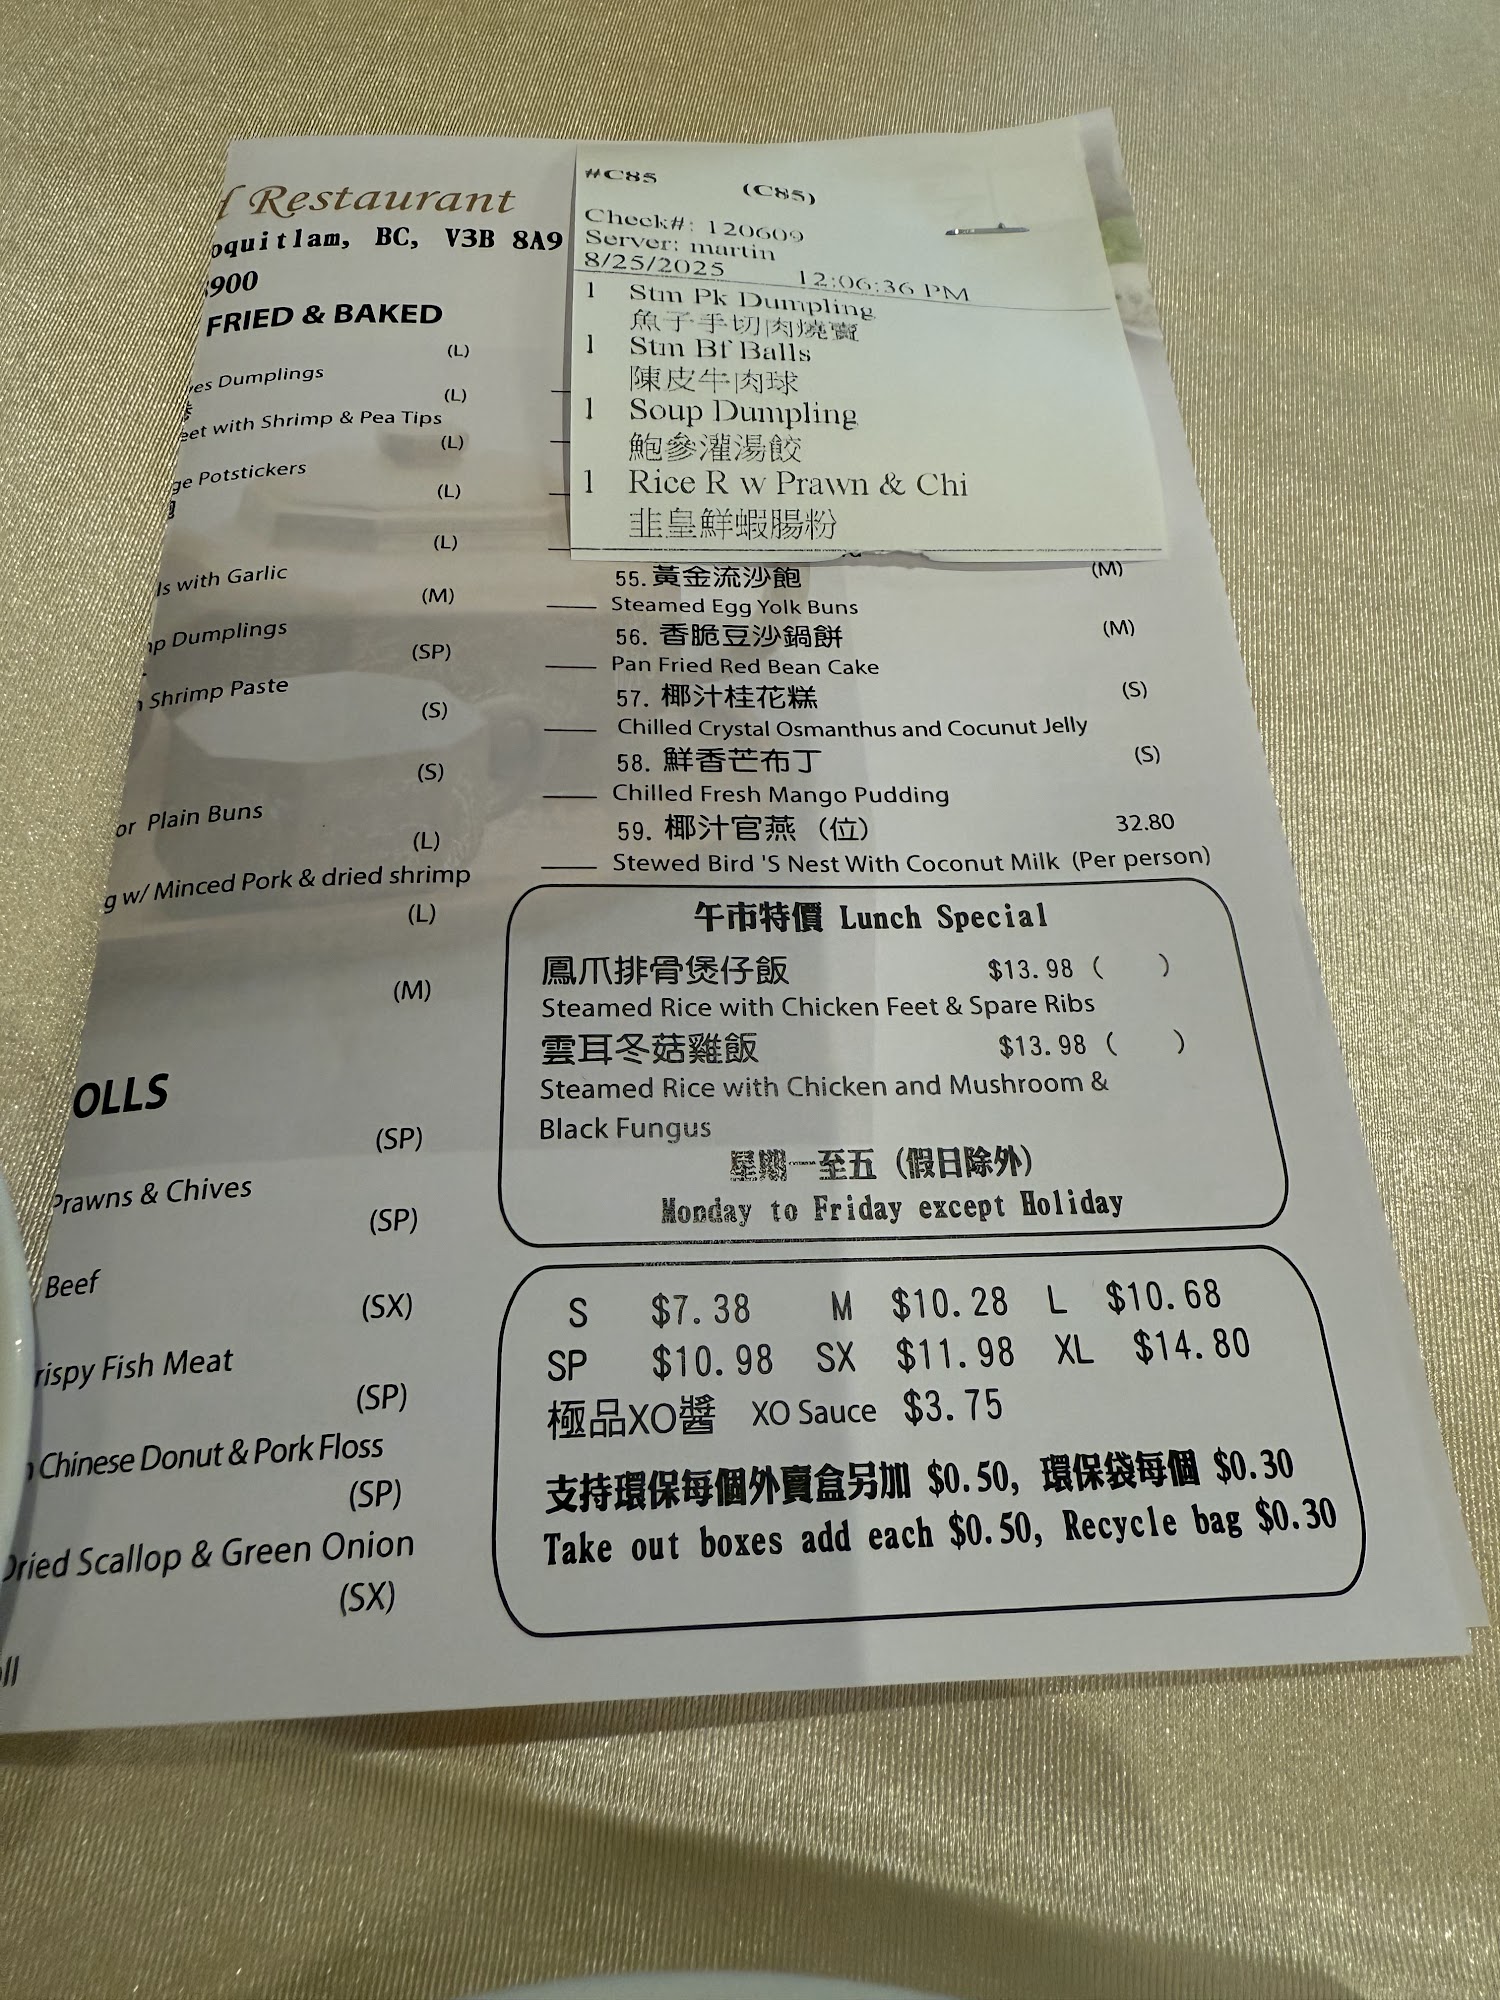 Restaurant
oquitlam, BC, V3B 8A9
900
FRIED & BAKED
(L)
Dumplings
(L)
eet with Shrimp & Pea Tips
(L)
ge Potstickers
(L)
(L)
ls with Garlic
(M)
Dumplings
(SP)
Shrimp Paste
(S)
(S)
or Plain Buns
(L)
g w/ Minced Pork & dried shrimp
(L)
(M)
OLLS
(SP)
Prawns & Chives
(SP)
Beef
(SX)
rispy Fish Meat
(SP)
Chinese Donut & Pork Floss
(SP)
Dried Scallop & Green Onion
(SX)
#C85 (C85)
Check#: 120609
Server: martin
8/25/2025 12:06:36 PM
1 Stm Pk Dumpling
魚子手切肉燒賣
1 Stm Bf Balls
陳皮牛肉球
1 Soup Dumpling
鮑參灌湯餃
1 Rice R w Prawn & Chi
韭皇鮮蝦腸粉
55. 黃金流沙飽 (M)
Steamed Egg Yolk Buns
56. 香脆豆沙鍋餅 (M)
Pan Fried Red Bean Cake
57. 椰汁桂花糕 (S)
Chilled Crystal Osmanthus and Cocunut Jelly
58. 鮮香芒布丁 (S)
Chilled Fresh Mango Pudding
59. 椰汁官燕 (位) 32.80
Stewed Bird 'S Nest With Coconut Milk (Per person)
午市特價 Lunch Special
鳳爪排骨煲仔飯 $13.98 ( )
Steamed Rice with Chicken Feet & Spare Ribs
雲耳冬菇雞飯 $13.98 ( )
Steamed Rice with Chicken and Mushroom &
Black Fungus
星期一至五 (假日除外)
Monday to Friday except Holiday
S $7.38 M $10.28 L $10.68
SP $10.98 SX $11.98 XL $14.80
極品XO醬 XO Sauce $3.75
支持環保每個外賣盒另加 $0.50, 環保袋每個 $0.30
Take out boxes add each $0.50, Recycle bag $0.30